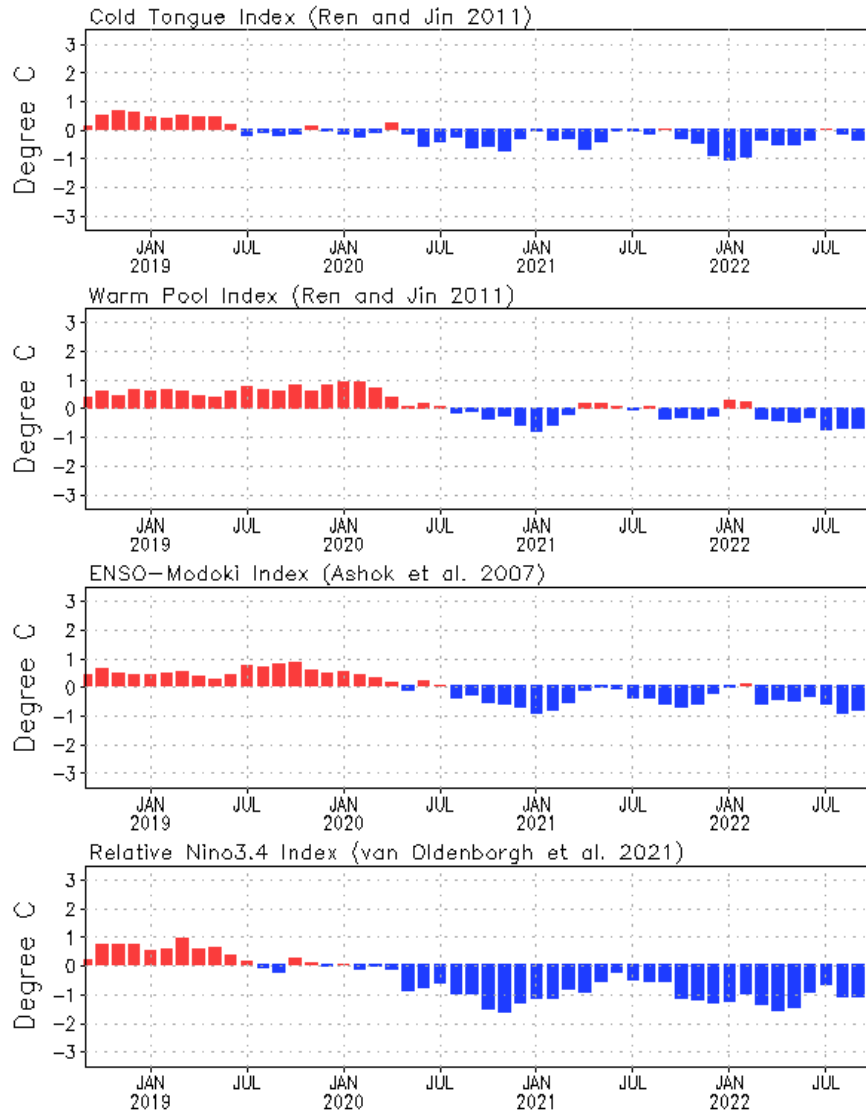 Cold Tongue Index (Ren and Jin 2011)
Degree C
3
2
1
0
-1
-2
-3
JAN
2019
JUL
JAN
2020
JUL
JAN
2021
JUL
JAN
2022
JUL
Warm Pool Index (Ren and Jin 2011)
Degree C
3
2
1
0
-1
-2
-3
JAN
2019
JUL
JAN
2020
JUL
JAN
2021
JUL
JAN
2022
JUL
ENSO-Modoki Index (Ashok et al. 2007)
Degree C
3
2
1
0
-1
-2
-3
JAN
2019
JUL
JAN
2020
JUL
JAN
2021
JUL
JAN
2022
JUL
Relative Nino3.4 Index (van Oldenborgh et al. 2021)
Degree C
3
2
1
0
-1
-2
-3
JAN
2019
JUL
JAN
2020
JUL
JAN
2021
JUL
JAN
2022
JUL